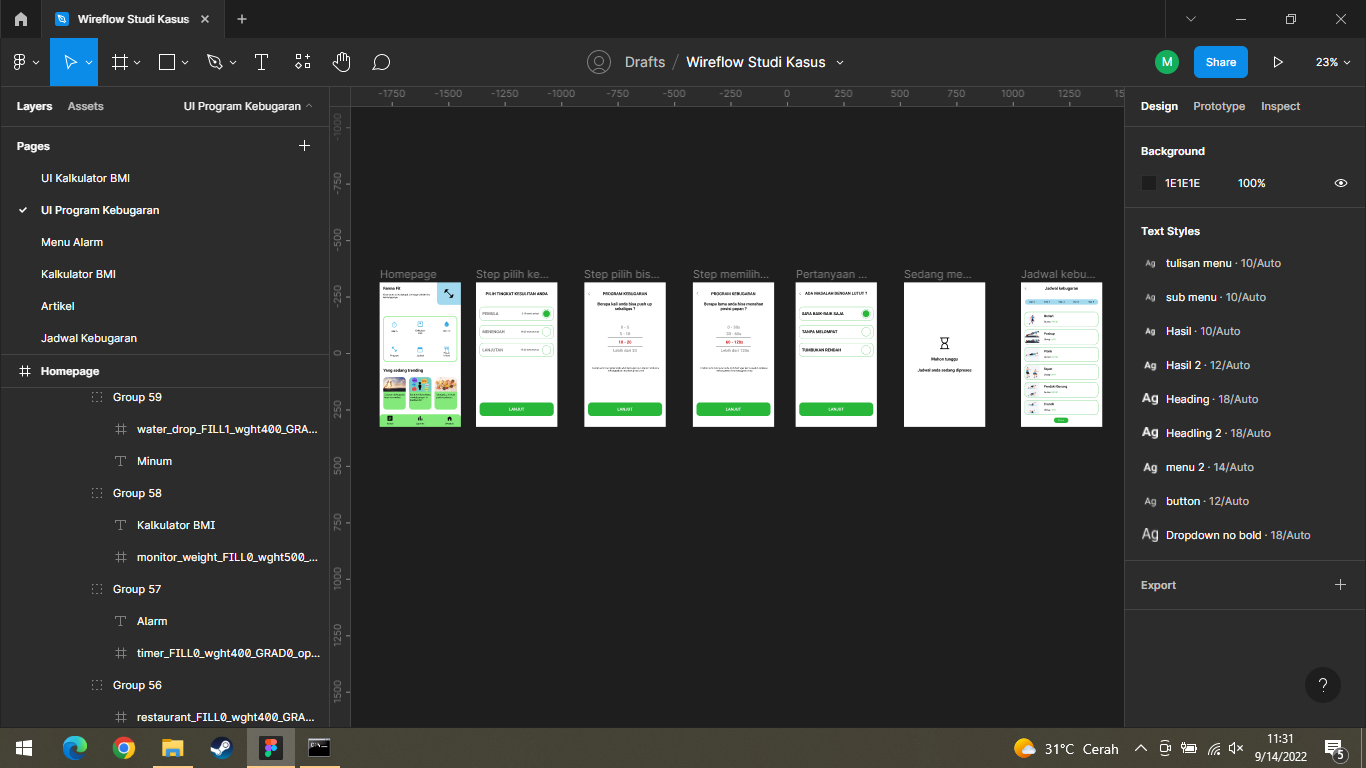 Wireflow Studi Kasus
Drafts / Wireflow Studi Kasus
M
Share
23%
Layers
Assets
UI Program Kebugaran
Pages
UI Kalkulator BMI
UI Program Kebugaran
Menu Alarm
Kalkulator BMI
Artikel
Jadwal Kebugaran
Homepage
Group 59
water_drop_FILL1_wght400_GRA...
Minum
Group 58
Kalkulator BMI
monitor_weight_FILL0_wght500_...
Group 57
Alarm
timer_FILL0_wght400_GRAD0_op...
Group 56
restaurant_FILL0_wght400_GRA...
-1750 -1500 -1250 -1000 -750 -500 -250 0 250 500 750 1000 1250
-1000
-750
-500
-250
0
250
500
750
1000
1250
1500
Homepage
Step pilih ke...
Step pilih bis...
Step memilih...
Pertanyaan ...
Sedang me...
Jadwal kebu...
Yang sedang trending
PILIH TINGKAT KESULITAN ANDA
PEMULA
MENENGAH
LANJUTAN
LANJUT
PROGRAM KEBUGARAN
Berapa kali anda bisa push up
sekaligus ?
10 - 20
Lebih dari 20
LANJUT
PROGRAM KEBUGARAN
Berapa lama anda bisa menahan
posisi papan ?
60 - 120s
Lebih dari 120s
LANJUT
ADA MASALAH DENGAN LUTUT ?
SAYA BAIK-BAIK SAJA
TANPA MELOMPAT
TUMBUKAN RENDAH
LANJUT
Mohon tunggu
Jadwal anda sedang diproses
Jadwal kebugaran
Design
Prototype
Inspect
Background
1E1E1E
100%
Text Styles
Ag tulisan menu · 10/Auto
Ag sub menu · 10/Auto
Ag Hasil · 10/Auto
Ag Hasil 2 · 12/Auto
Ag Heading · 18/Auto
Ag Headling 2 · 18/Auto
Ag menu 2 · 14/Auto
Ag button · 12/Auto
Ag Dropdown no bold · 18/Auto
Export
?
31°C Cerah
11:31
9/14/2022
5